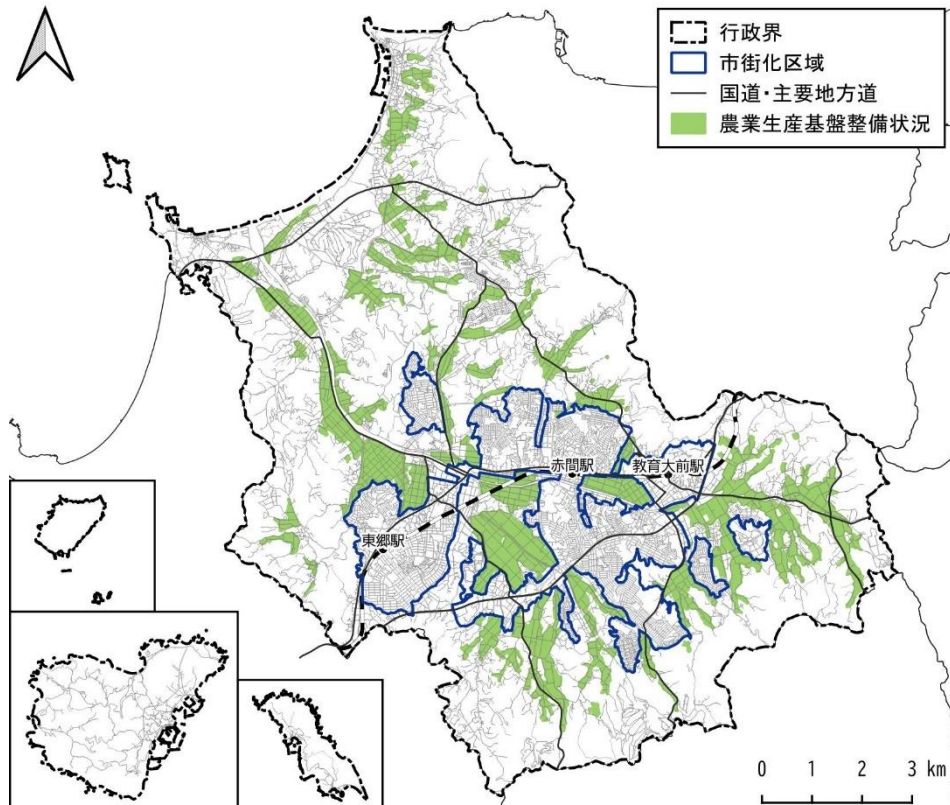 行政界
市街化区域
国道・主要地方道
農業生産基盤整備状況
赤間駅
教育大前駅
東郷駅
0 1 2 3 km